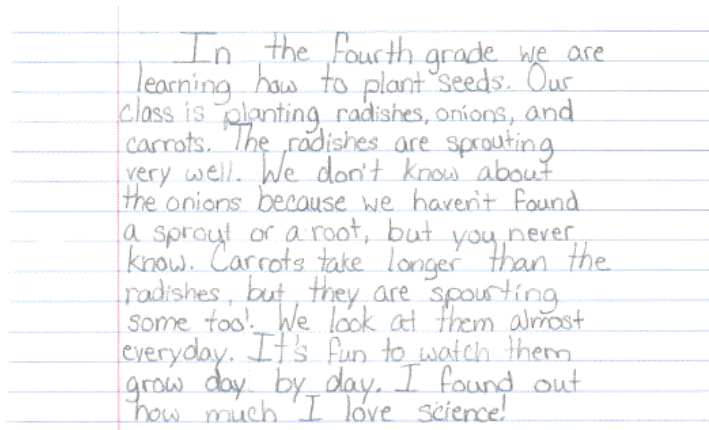 In the fourth grade we are
learning how to plant seeds. Our
class is planting radishes, onions, and
carrots. The radishes are sprouting
very well. We don't know about
the onions because we haven't found
a sprout or a root, but you never
know. Carrots take longer than the
radishes, but they are spourting
some too! We look at them almost
everyday. It's fun to watch them
grow day by day. I found out
how much I love science!